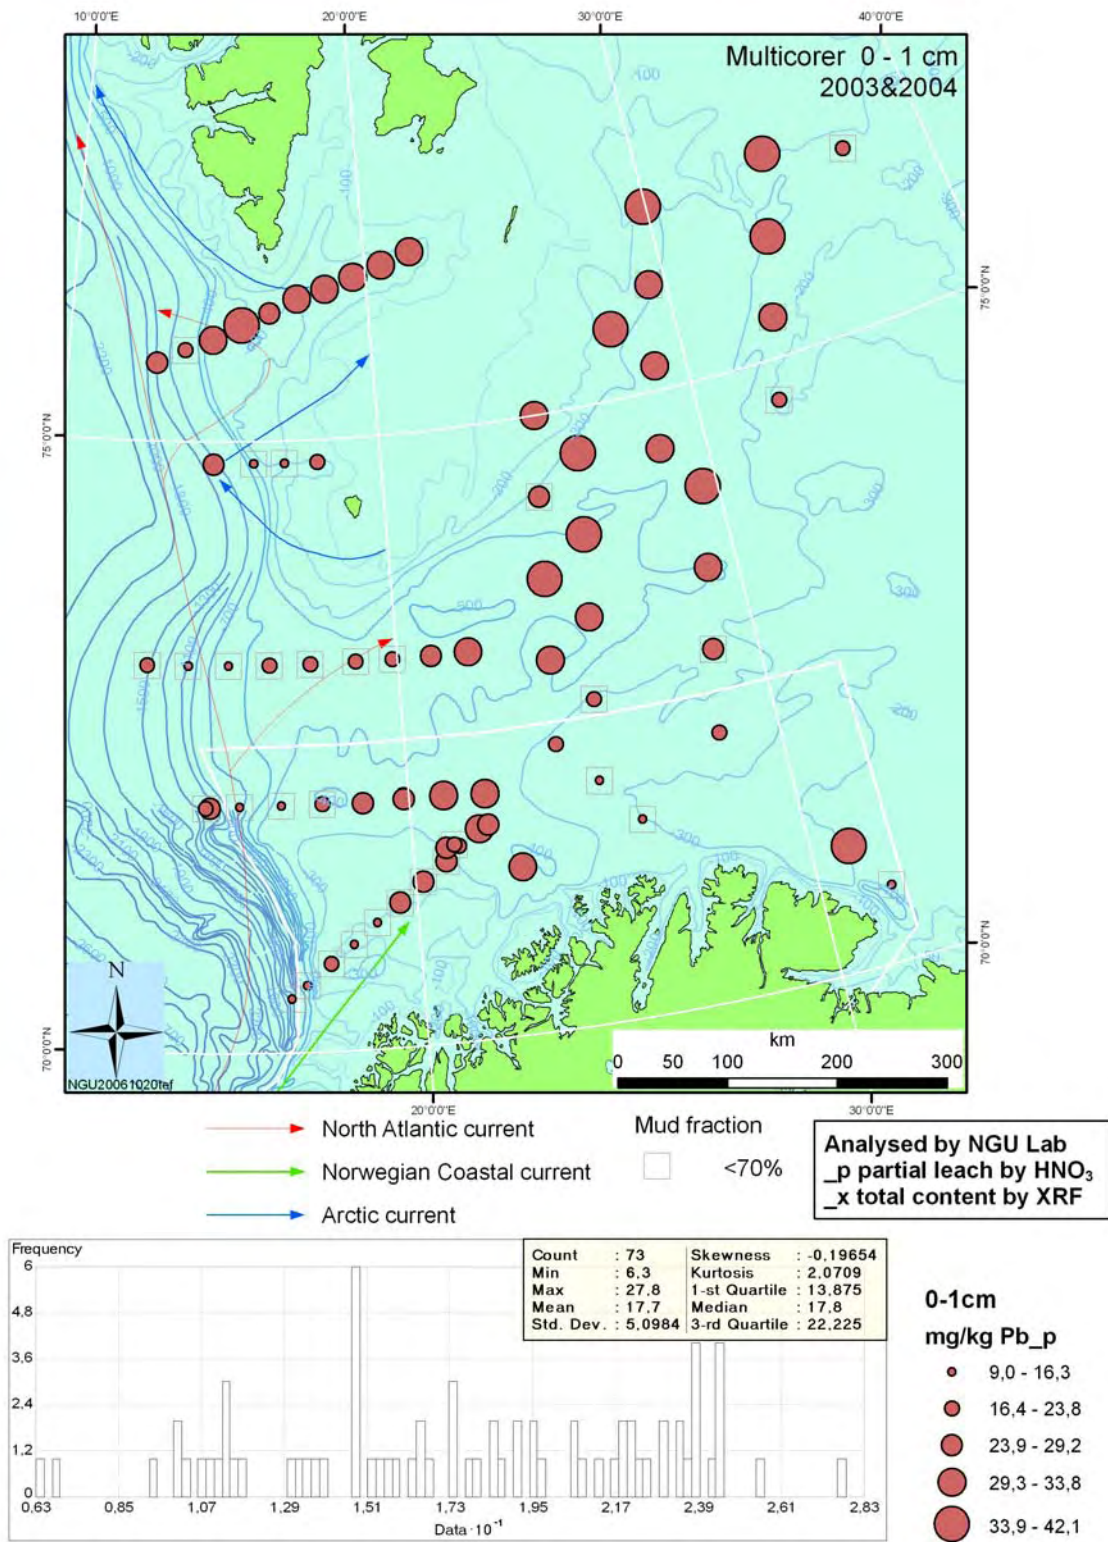 10°0'0"E
20°0'0"E
30°0'0"E
40°0'0"E
Multicorer 0 - 1 cm
2003&2004
75°0'0"N
75°0'0"N
70°0'0"N
70°0'0"N
N
NGU20061020tef
km
0 50 100 200 300
20°0'0"E
30°0'0"E
North Atlantic current
Norwegian Coastal current
Arctic current
Mud fraction
<70%
Analysed by NGU Lab
_p partial leach by HNO3
_x total content by XRF
Frequency
6
4,8
3,6
2,4
1,2
0
0,63 0,85 1,07 1,29 1,51 1,73 1,95 2,17 2,39 2,61 2,83
Data·10⁻¹
Count : 73 Skewness : -0,19654
Min : 6,3 Kurtosis : 2,0709
Max : 27,8 1-st Quartile : 13,875
Mean : 17,7 Median : 17,8
Std. Dev. : 5,0984 3-rd Quartile : 22,225
0-1cm
mg/kg Pb_p
9,0 - 16,3
16,4 - 23,8
23,9 - 29,2
29,3 - 33,8
33,9 - 42,1